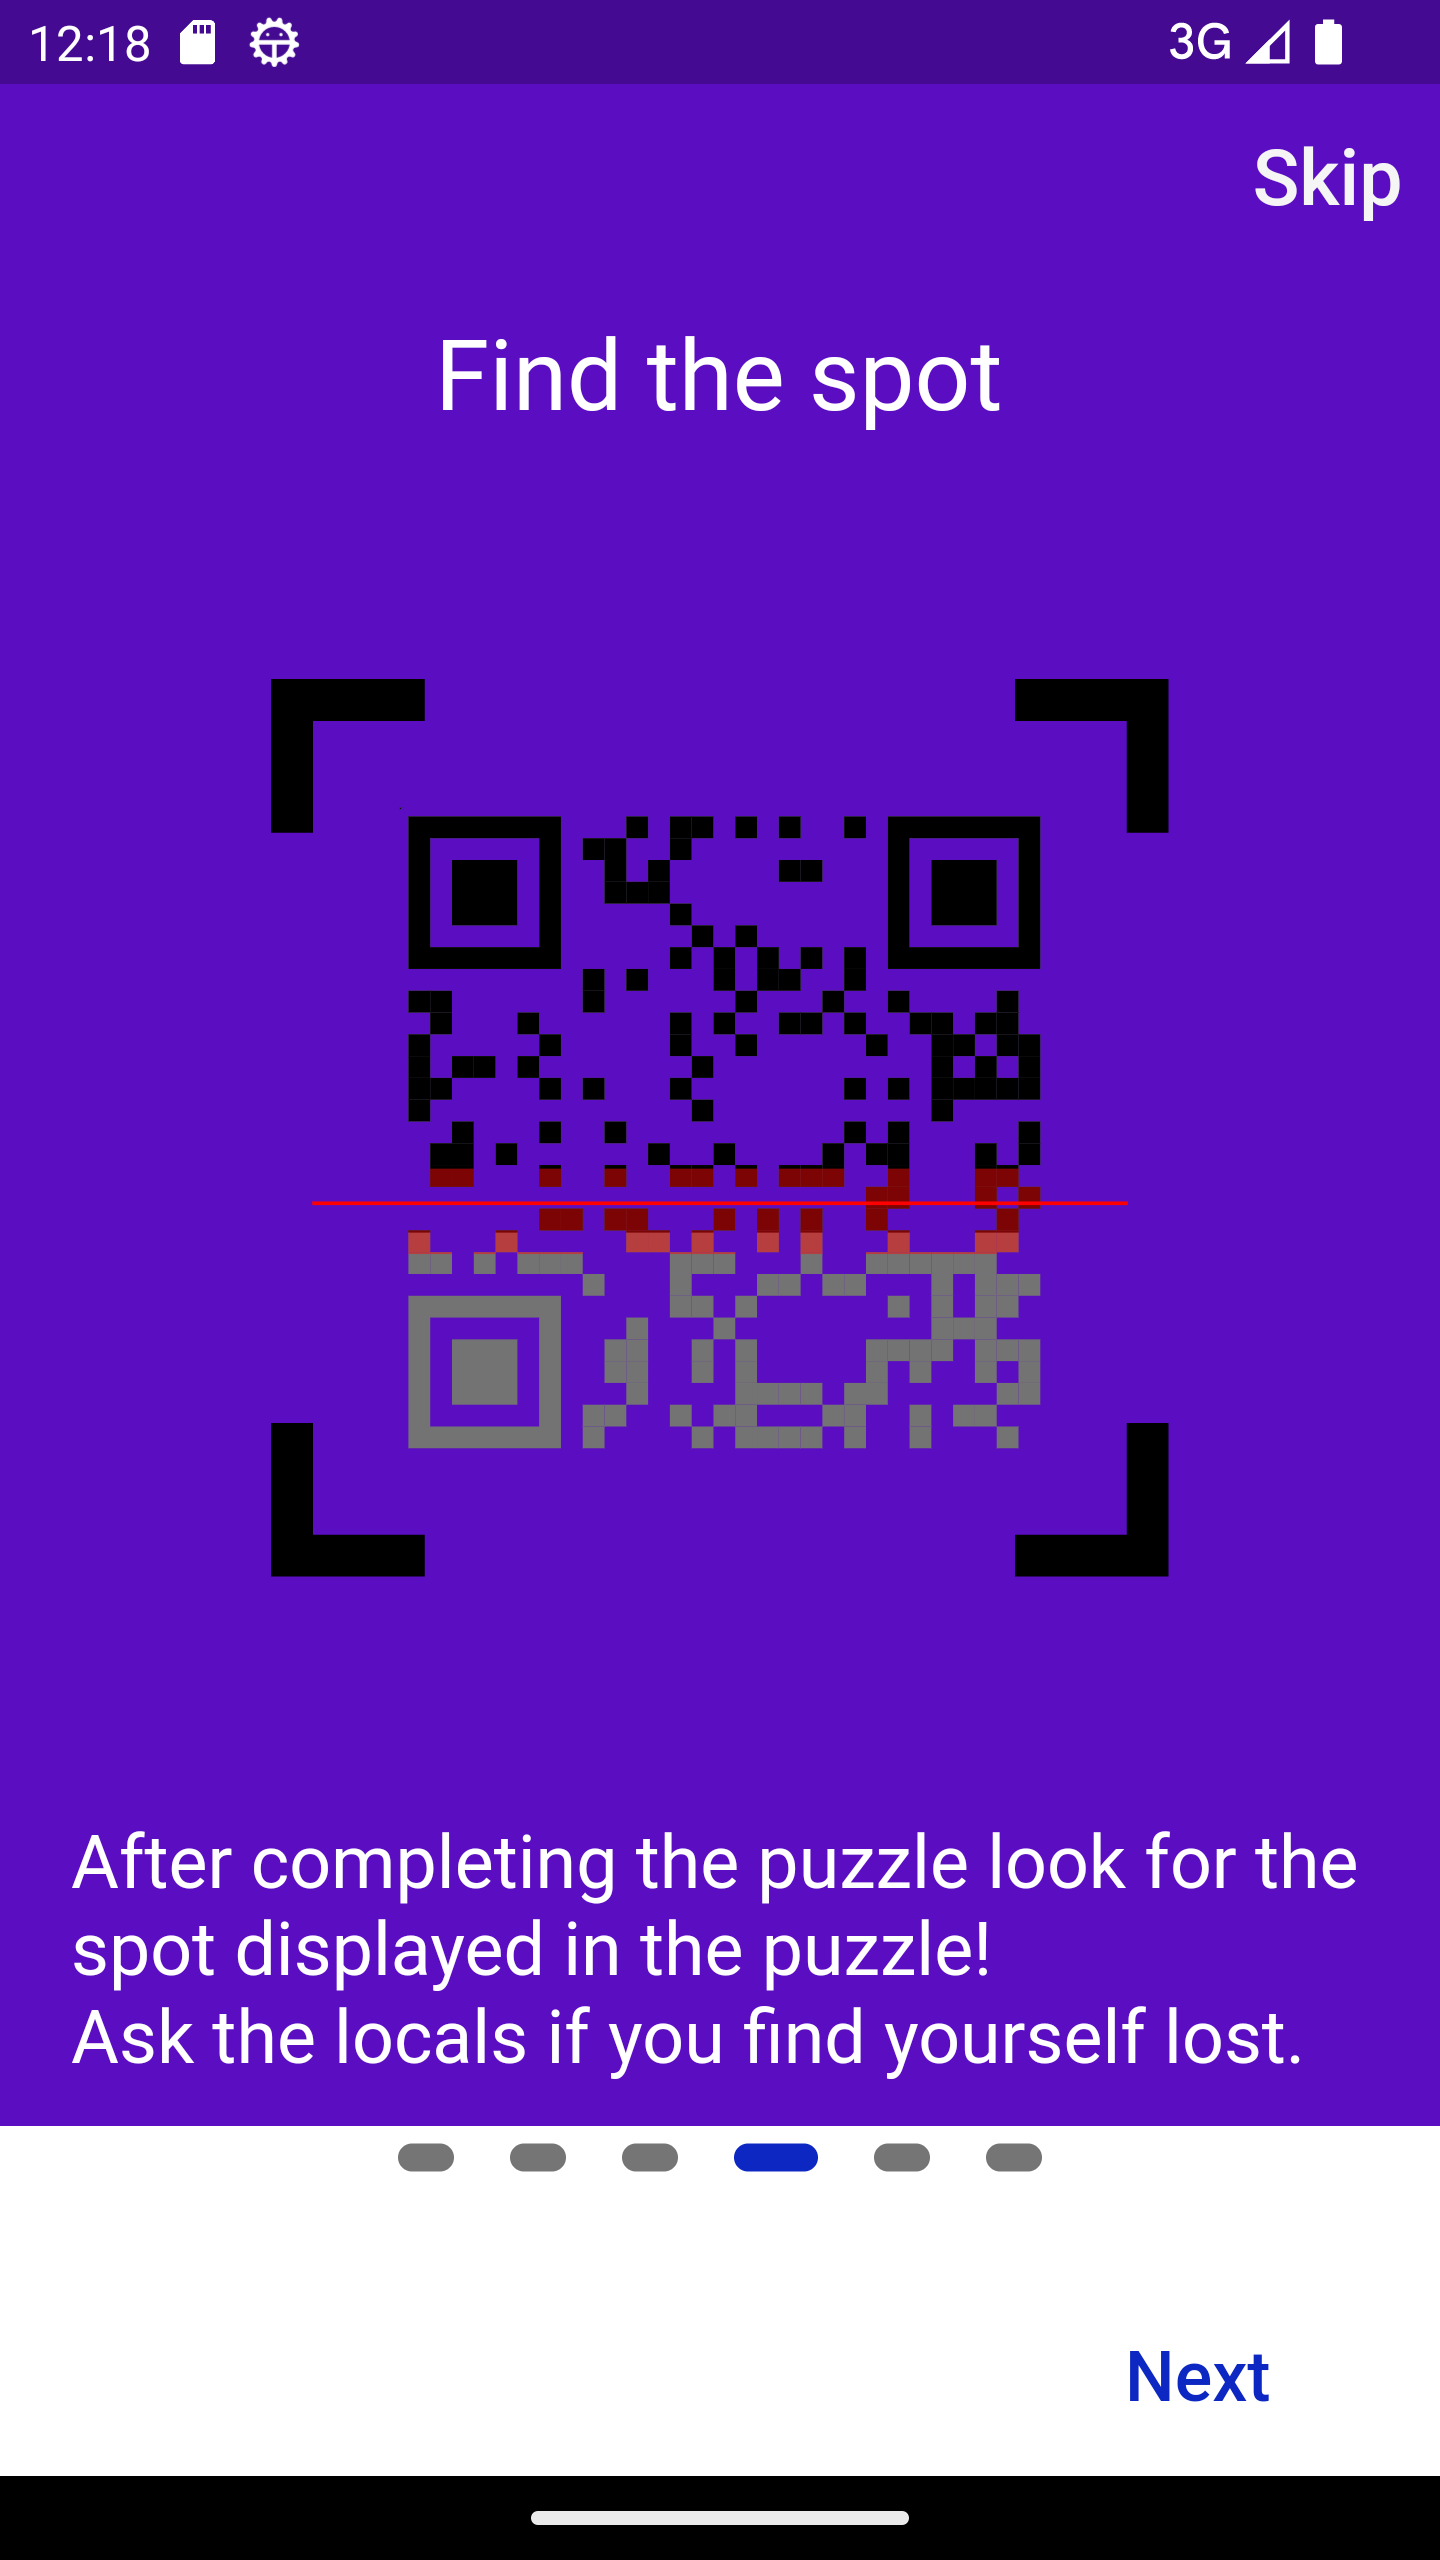 12:18
3G
Skip
Find the spot
After completing the puzzle look for the
spot displayed in the puzzle!
Ask the locals if you find yourself lost.
Next